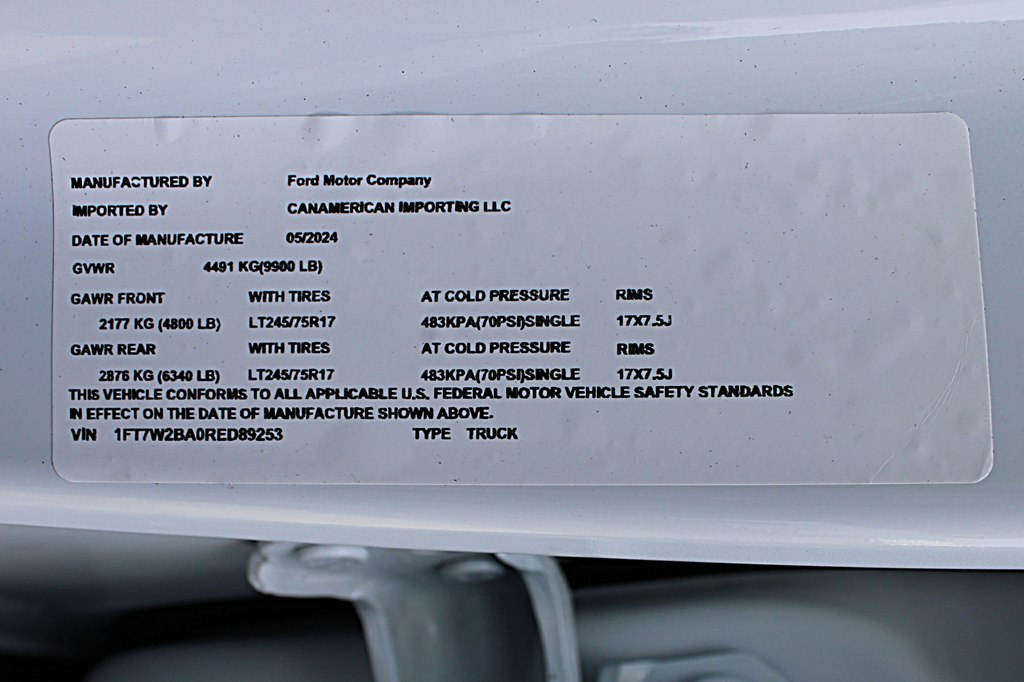 MANUFACTURED BY Ford Motor Company
IMPORTED BY CANAMERICAN IMPORTING LLC
DATE OF MANUFACTURE 05/2024
GVWR 4491 KG(9900 LB)
GAWR FRONT WITH TIRES AT COLD PRESSURE RIMS
2177 KG (4800 LB) LT245/75R17 483KPA(70PSI)SINGLE 17X7.5J
GAWR REAR WITH TIRES AT COLD PRESSURE RIMS
2876 KG (6340 LB) LT245/75R17 483KPA(70PSI)SINGLE 17X7.5J
THIS VEHICLE CONFORMS TO ALL APPLICABLE U.S. FEDERAL MOTOR VEHICLE SAFETY STANDARDS
IN EFFECT ON THE DATE OF MANUFACTURE SHOWN ABOVE.
VIN 1FT7W2BA0RED89253 TYPE TRUCK